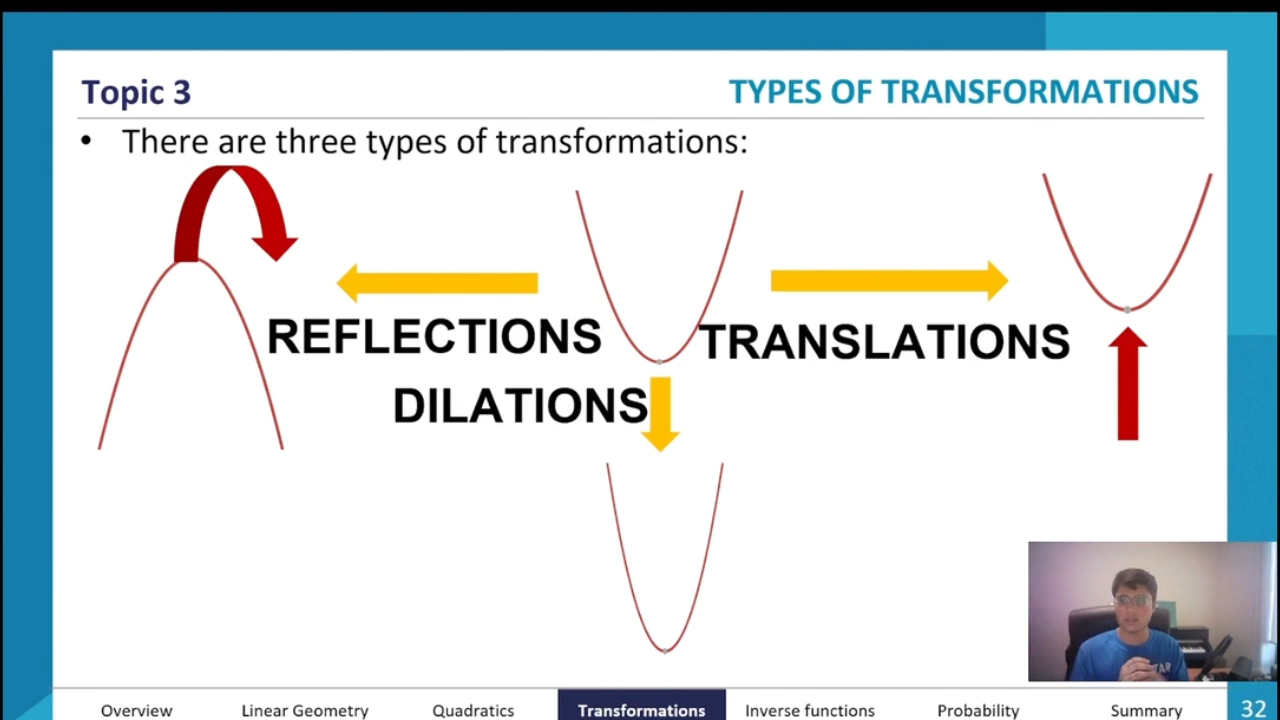 Topic 3
TYPES OF TRANSFORMATIONS
• There are three types of transformations:
REFLECTIONS
TRANSLATIONS
DILATIONS
Overview
Linear Geometry
Quadratics
Transformations
Inverse functions
Probability
Summary
32